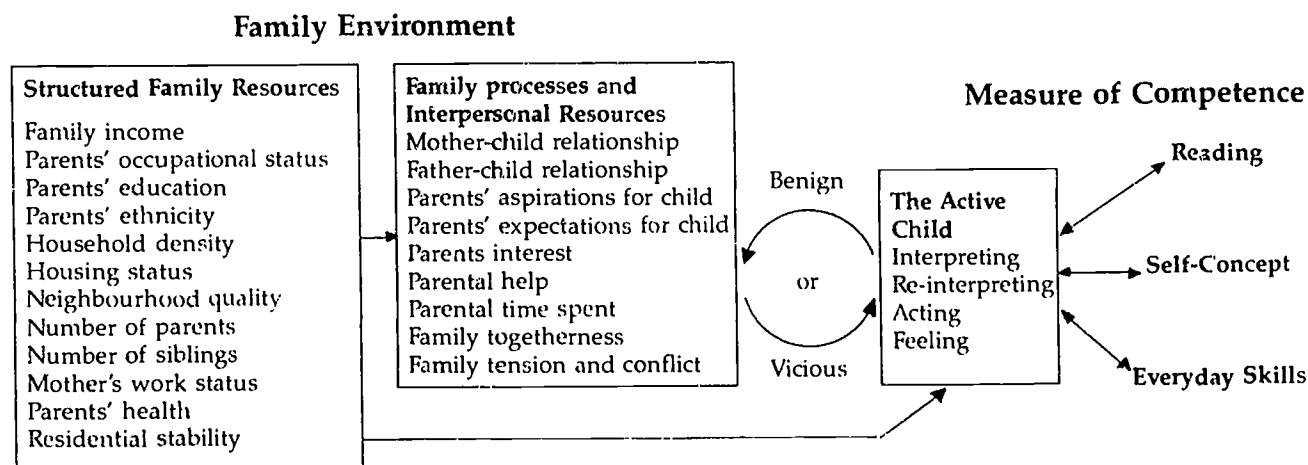 Family Environment
Structured Family Resources
Family income
Parents' occupational status
Parents' education
Parents' ethnicity
Household density
Housing status
Neighbourhood quality
Number of parents
Number of siblings
Mother's work status
Parents' health
Residential stability
Family processes and
Interpersonal Resources
Mother-child relationship
Father-child relationship
Parents' aspirations for child
Parents' expectations for child
Parents interest
Parental help
Parental time spent
Family togetherness
Family tension and conflict
Benign
or
Vicious
The Active
Child
Interpreting
Re-interpreting
Acting
Feeling
Measure of Competence
Reading
Self-Concept
Everyday Skills